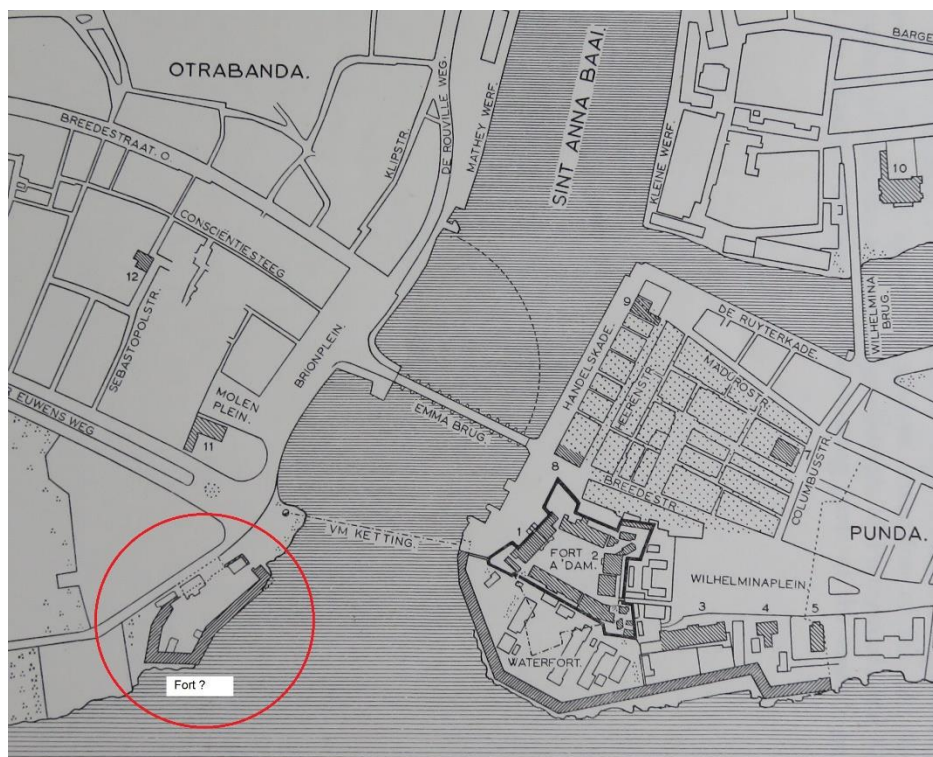 OTRABANDA.
BREEDESTRAAT. O.
KLIPSTR.
DE ROUVILLE WEG.
MATHEY WERF.
SINT ANNA BAAI.
KLEINE WERF.
BARGE
10
WILHELMINA
BRUG.
CONSCIËNTIESTEEG
12
SEBASTOPOLSTR.
MOLEN
PLEIN.
BRIONPLEIN.
EUWENS WEG
11
EMMA BRUG.
HANDELSKADE.
9
HEERENSTR.
DE RUYTERKADE.
MADUROSTR.
7
COLUMBUSSTR.
8
BREEDESTR.
PUNDA.
VM KETTING.
1
FORT
A'DAM.
2
6
WILHELMINAPLEIN
3
4
5
WATERFORT.
Fort ?